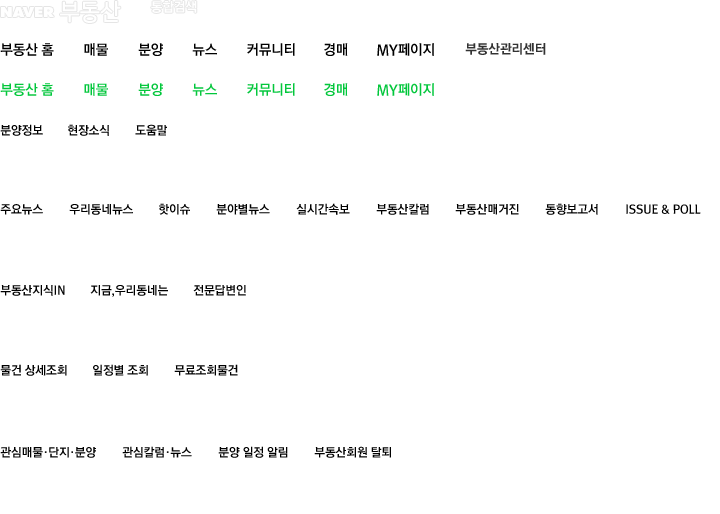 NAVER 부동산 통합검색
부동산 홈 매물 분양 뉴스 커뮤니티 경매 MY페이지 부동산관리센터
부동산 홈 매물 분양 뉴스 커뮤니티 경매 MY페이지
분양정보 현장소식 도움말
주요뉴스 우리동네뉴스 핫이슈 분야별뉴스 실시간속보 부동산칼럼 부동산매거진 동향보고서 ISSUE & POLL
부동산지식IN 지금,우리동네는 전문답변인
물건 상세조회 일정별 조회 무료조회물건
관심매물·단지·분양 관심칼럼·뉴스 분양 일정 알림 부동산회원 탈퇴